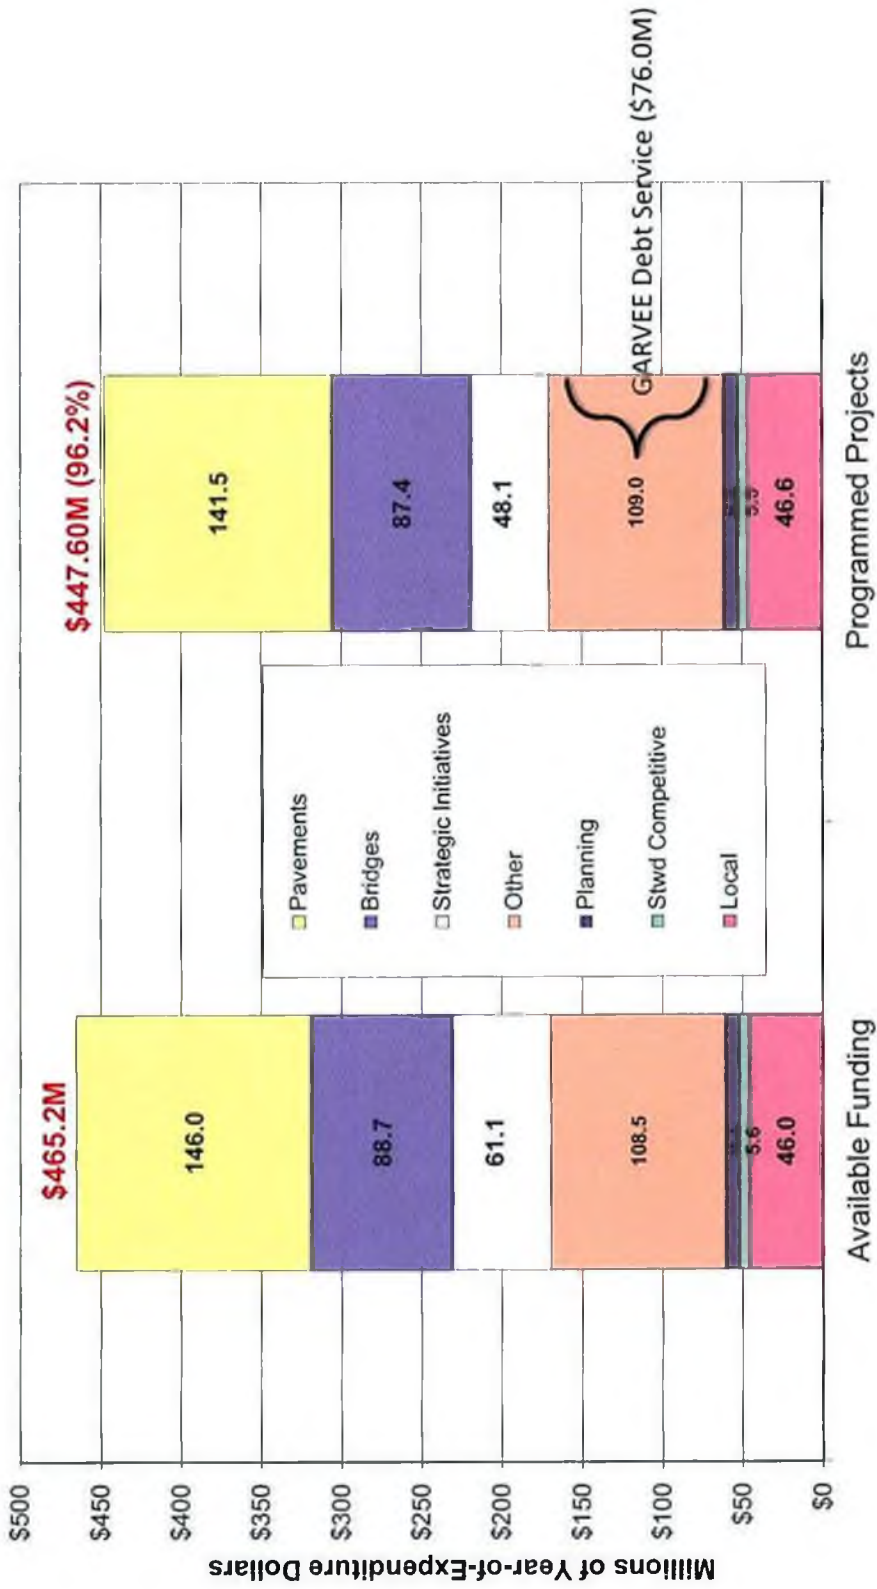 $465.2M
$447.60M (96.2%)
Millions of Year-of-Expenditure Dollars
$500
$450
$400
$350
$300
$250
$200
$150
$100
$50
$0
146.0
88.7
61.1
108.5
5.6
46.0
Pavements
Bridges
Strategic Initiatives
Other
Planning
Stwd Competitive
Local
141.5
87.4
48.1
109.0
46.6
GARVEE Debt Service ($76.0M)
Available Funding
Programmed Projects